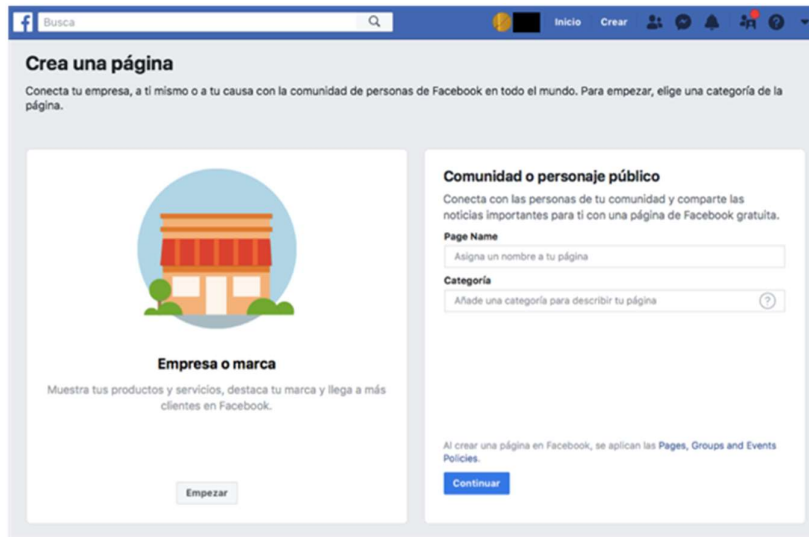 f Busca Inicio Crear
Crea una página
Conecta tu empresa, a ti mismo o a tu causa con la comunidad de personas de Facebook en todo el mundo. Para empezar, elige una categoría de la
página.
Empresa o marca
Muestra tus productos y servicios, destaca tu marca y llega a más
clientes en Facebook.
Empezar
Comunidad o personaje público
Conecta con las personas de tu comunidad y comparte las
noticias importantes para ti con una página de Facebook gratuita.
Page Name
Asigna un nombre a tu página
Categoría
Añade una categoría para describir tu página ?
Al crear una página en Facebook, se aplican las Pages, Groups and Events
Policies.
Continuar